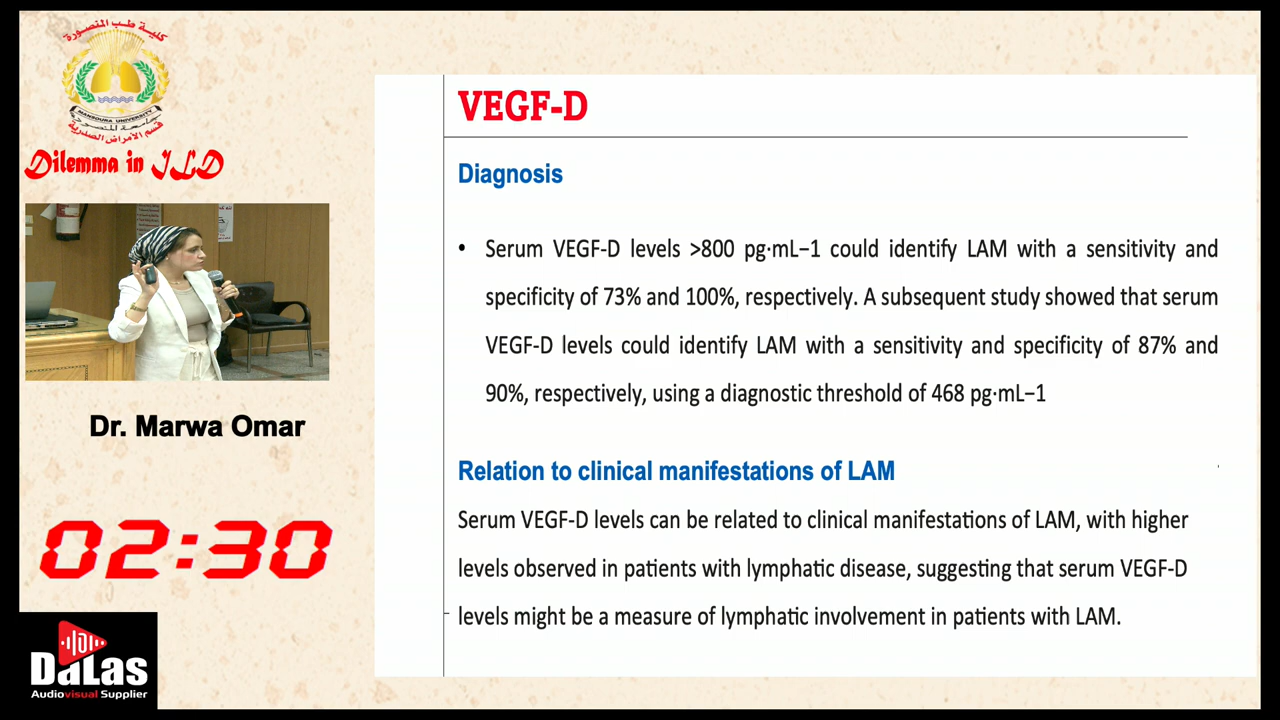 كلية طب المنصورة
MANSOURA UNIVERSITY
جامعة المنصورة
قسم الأمراض الصدرية
Dilemma in ILD
Dr. Marwa Omar
02:30
DaLas
Audiovisual Supplier
VEGF-D
Diagnosis
• Serum VEGF-D levels >800 pg·mL−1 could identify LAM with a sensitivity and
specificity of 73% and 100%, respectively. A subsequent study showed that serum
VEGF-D levels could identify LAM with a sensitivity and specificity of 87% and
90%, respectively, using a diagnostic threshold of 468 pg·mL−1
Relation to clinical manifestations of LAM
Serum VEGF-D levels can be related to clinical manifestations of LAM, with higher
levels observed in patients with lymphatic disease, suggesting that serum VEGF-D
levels might be a measure of lymphatic involvement in patients with LAM.